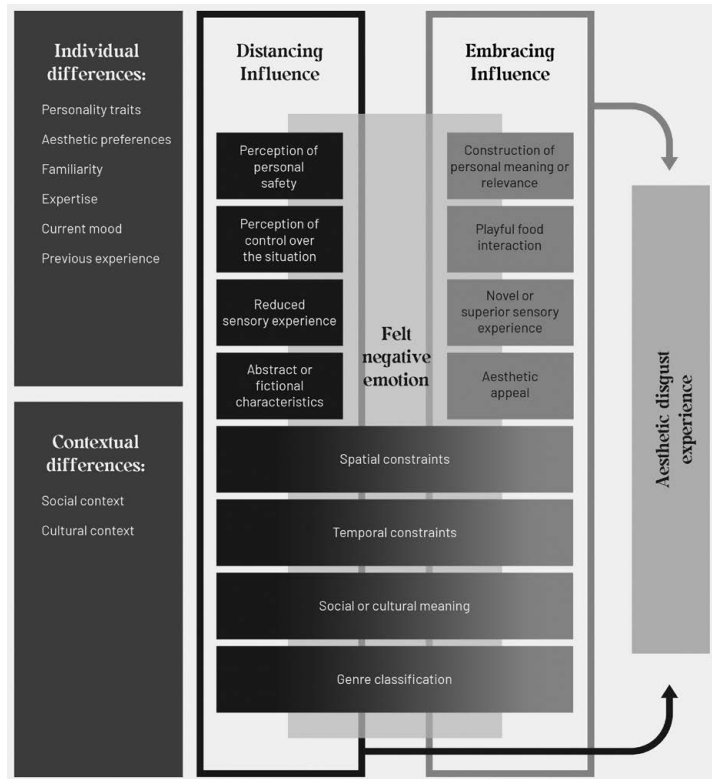 Individual
differences:
Personality traits
Aesthetic preferences
Familiarity
Expertise
Current mood
Previous experience
Contextual
differences:
Social context
Cultural context
Distancing
Influence
Perception of
personal
safety
Perception of
control over
the situation
Reduced
sensory experience
Abstract or
fictional
characteristics
Felt
negative
emotion
Embracing
Influence
Construction of
personal meaning or
relevance
Playful food
interaction
Novel or
superior sensory
experience
Aesthetic
appeal
Spatial constraints
Temporal constraints
Social or cultural meaning
Genre classification
Aesthetic disgust
experience